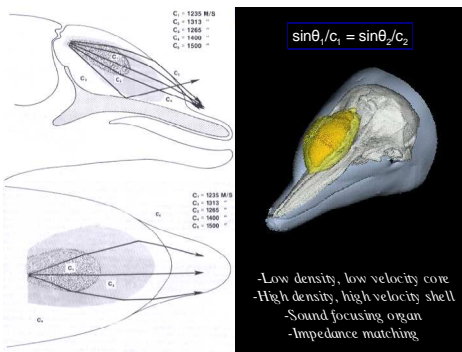 C₁ = 1235 M/S
C₂ = 1313 "
C₃ = 1265 "
C₄ = 1400 "
C₅ = 1500 "
sinθ₁/c₁ = sinθ₂/c₂
C₁ = 1235 M/S
C₂ = 1313 "
C₃ = 1265 "
C₄ = 1400 "
C₅ = 1500 "
-Low density, low velocity core
-High density, high velocity shell
-Sound focusing organ
-Impedance matching